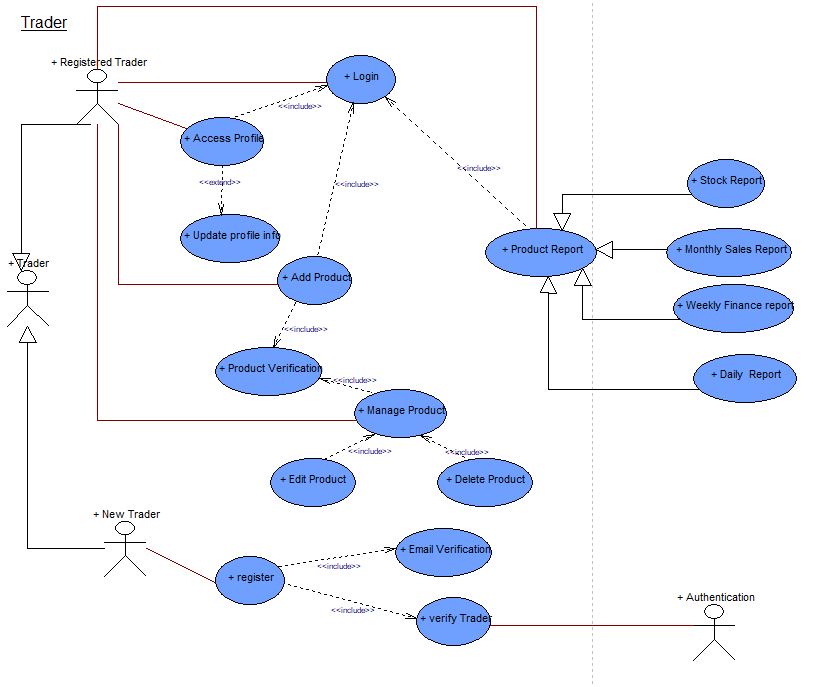 Trader
+ Registered Trader
+ Login
<<include>>
+ Access Profile
<<include>>
<<extend>>
<<include>>
+ Stock Report
+ Update profile info
+ Product Report
+ Monthly Sales Report
+ Trader
+ Add Product
+ Weekly Finance report
<<include>>
+ Product Verification
<<include>>
+ Daily Report
+ Manage Product
<<include>>
<<include>>
+ Edit Product
+ Delete Product
+ New Trader
+ Email Verification
<<include>>
+ register
+ Authentication
<<include>>
+ verify Trader